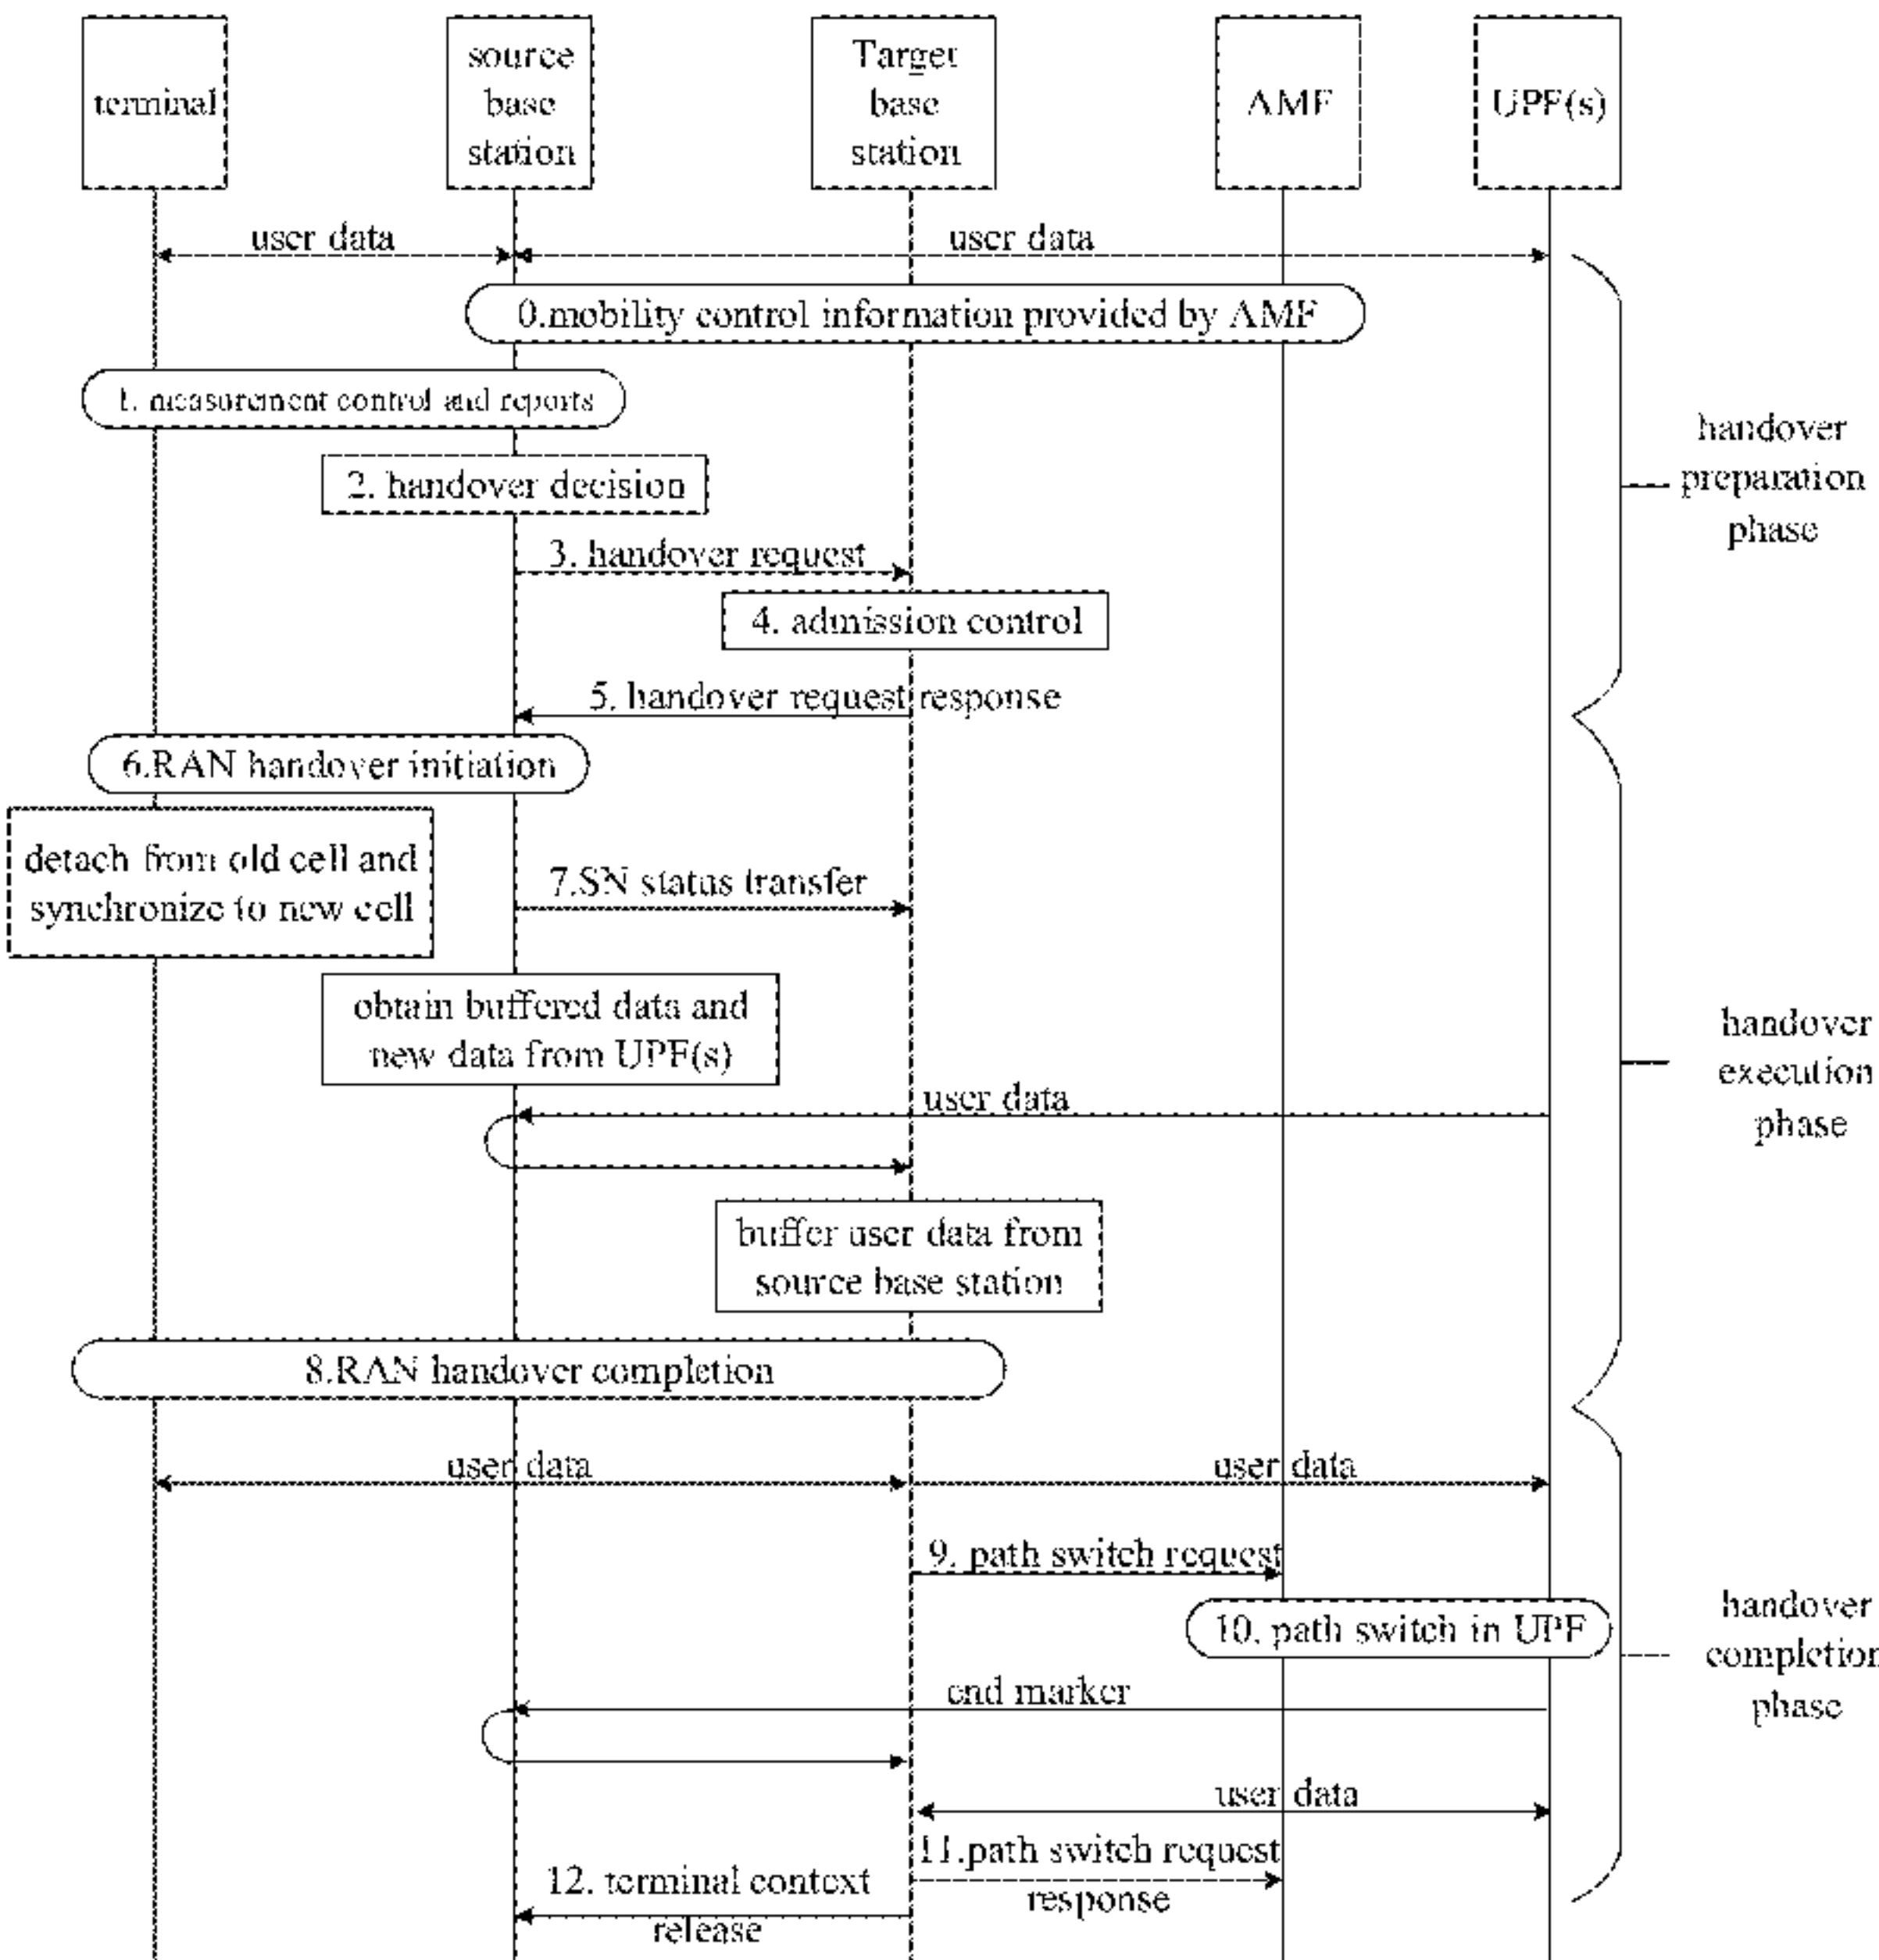 terminal
source
base
station
Target
base
station
AMF
UPF(s)
user data
user data
0.mobility control information provided by AMF
1. measurement control and reports
2. handover decision
3. handover request
4. admission control
5. handover request response
handover
preparation
phase
6.RAN handover initiation
detach from old cell and
synchronize to new cell
7.SN status transfer
obtain buffered data and
new data from UPF(s)
user data
buffer user data from
source base station
handover
execution
phase
8.RAN handover completion
user data
user data
9. path switch request
10. path switch in UPF
end marker
user data
11.path switch request
response
12. terminal context
release
handover
completion
phase